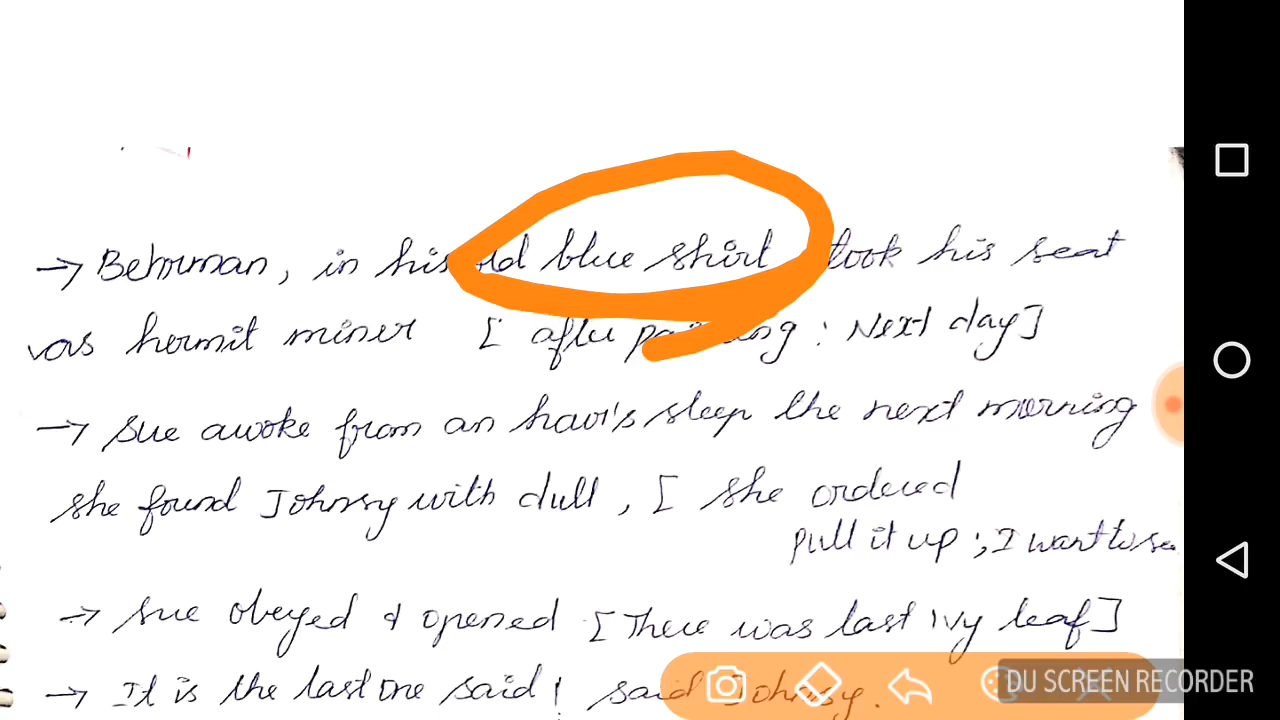 → Behrman, in his old blue shirt took his seat
as hermit miner [ after painting : Next day ]
→ Sue awoke from an hour's sleep the next morning
she found Johnsy with dull , [ she ordered
pull it up ; I want to see
→ Sue obeyed & opened [ There was last ivy leaf ]
→ It is the last one said ! said Johnsy .
DU SCREEN RECORDER